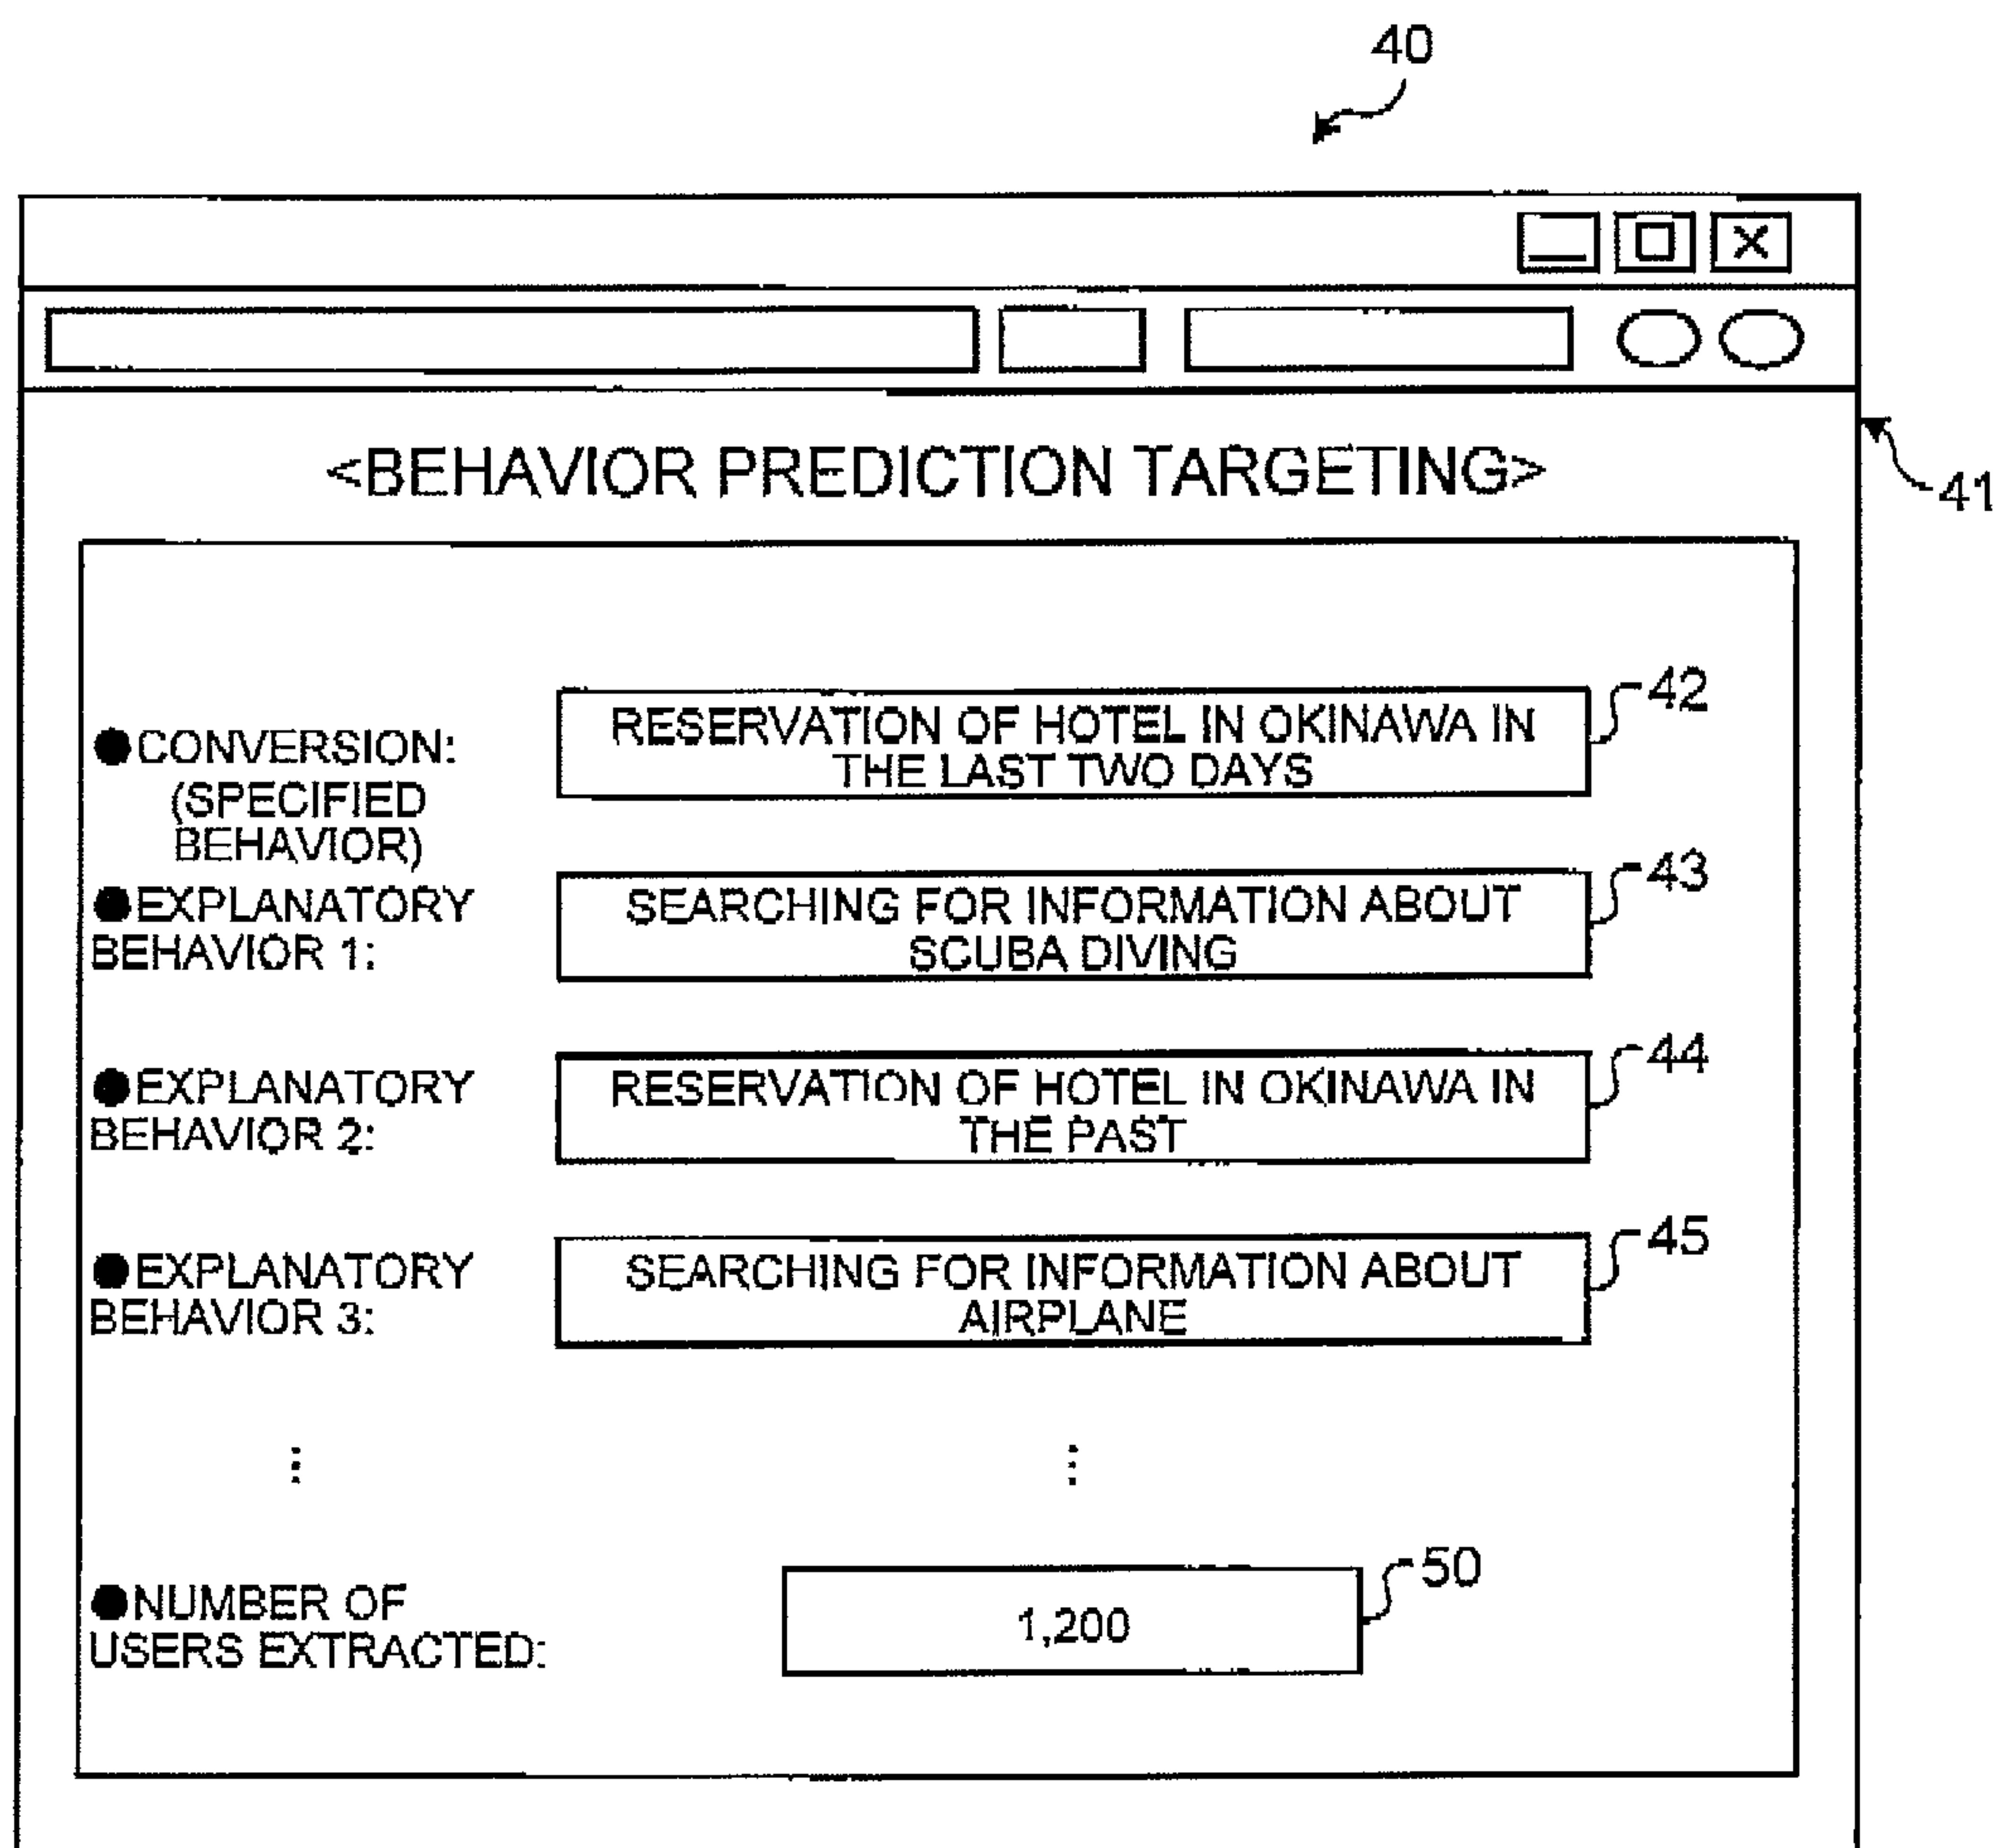 40
41
<BEHAVIOR PREDICTION TARGETING>
●CONVERSION:
(SPECIFIED
BEHAVIOR)
RESERVATION OF HOTEL IN OKINAWA IN
THE LAST TWO DAYS
42
●EXPLANATORY
BEHAVIOR 1:
SEARCHING FOR INFORMATION ABOUT
SCUBA DIVING
43
●EXPLANATORY
BEHAVIOR 2:
RESERVATION OF HOTEL IN OKINAWA IN
THE PAST
44
●EXPLANATORY
BEHAVIOR 3:
SEARCHING FOR INFORMATION ABOUT
AIRPLANE
45
⋮ ⋮
●NUMBER OF
USERS EXTRACTED:
1,200
50